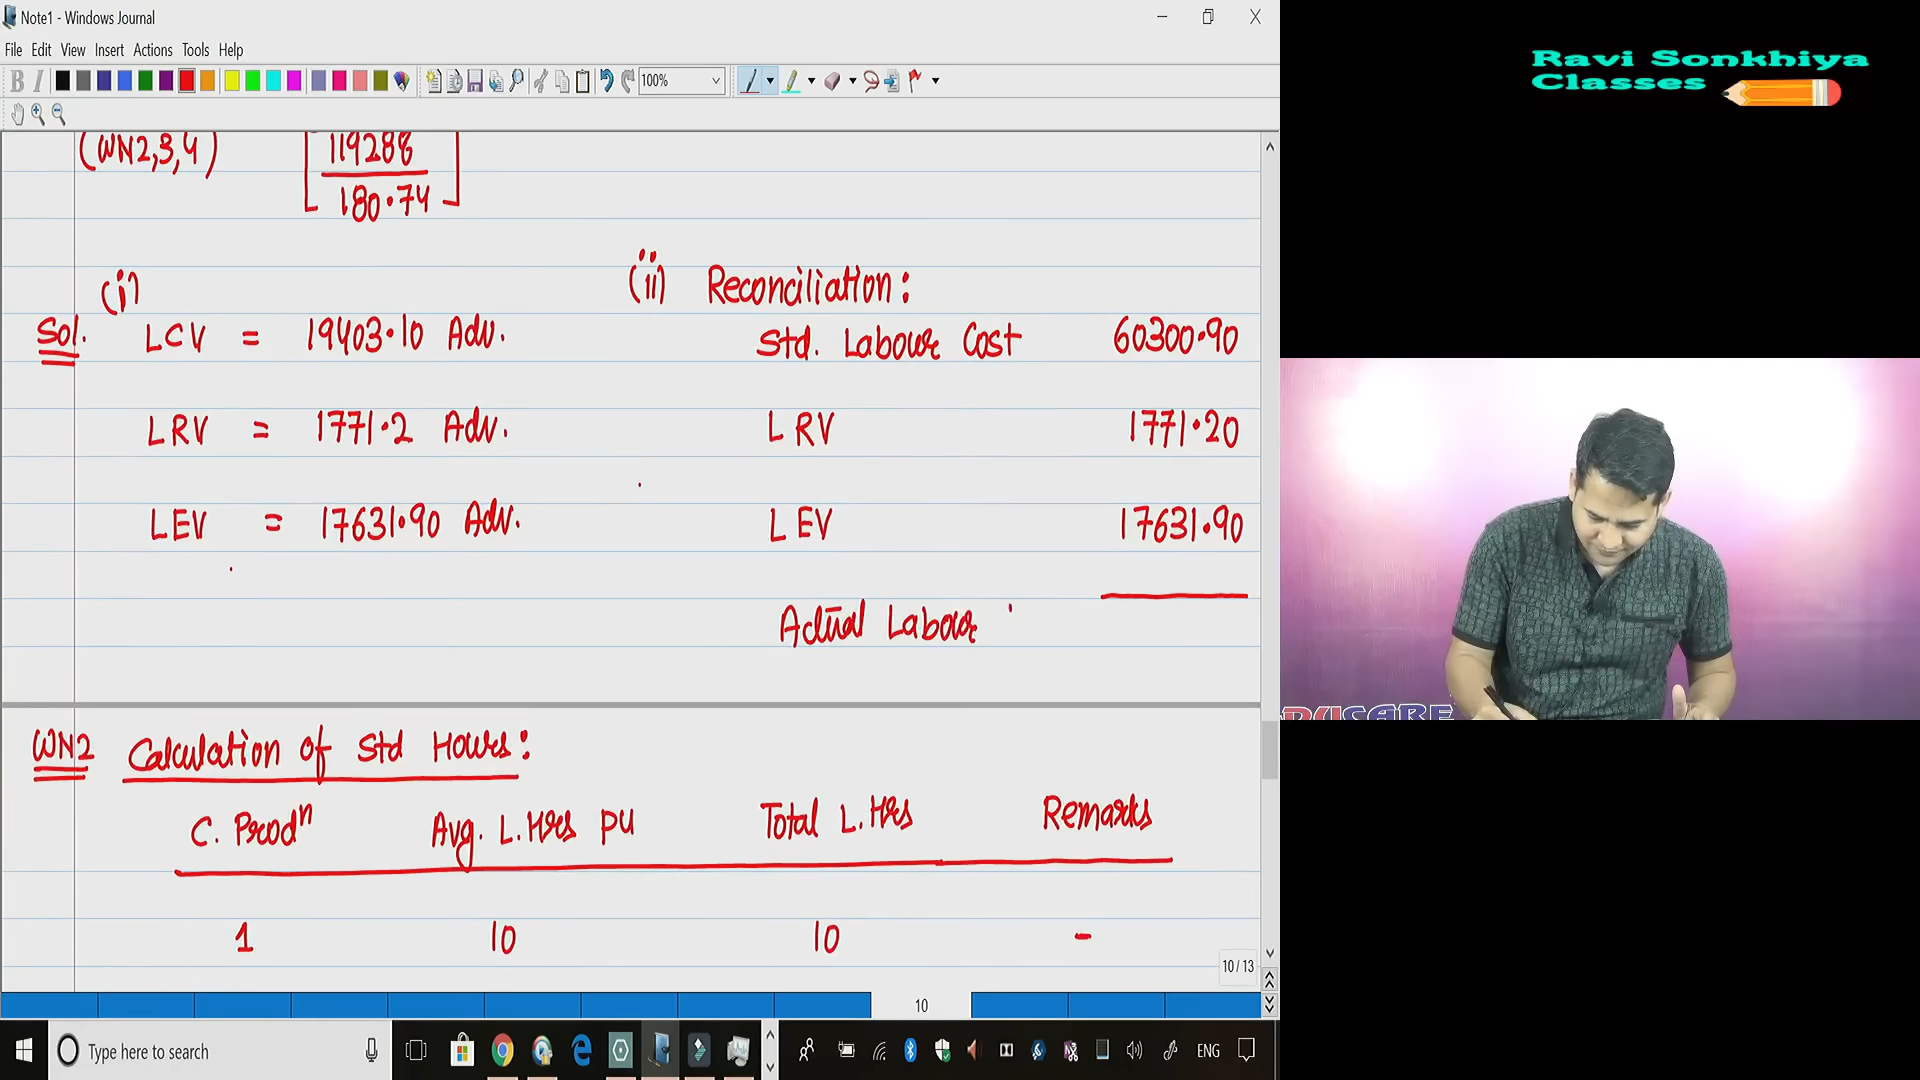 Note1 - Windows Journal
File Edit View Insert Actions Tools Help
100%
Ravi Sonkhiya
Classes
(WN2,3,4) [119288
180.74]
(i) (ii) Reconciliation:
Sol. LCV = 19403.10 Adv. Std. Labour Cost 60300.90
LRV = 1771.2 Adv. LRV 1771.20
LEV = 17631.90 Adv. LEV 17631.90
Actual Labour
WN2 Calculation of Std Hours:
C. Prodⁿ Avg. L.Hrs PU Total L.Hrs Remarks
1 10 10 -
10 / 13
10
Type here to search
ENG